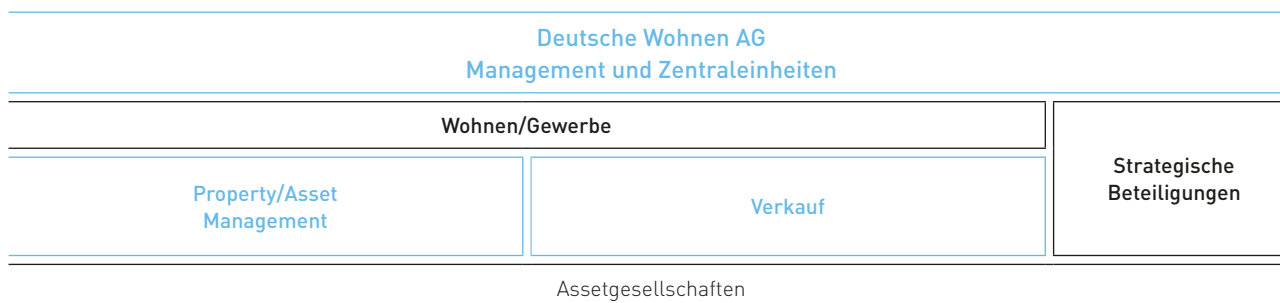 Deutsche Wohnen AG
Management und Zentraleinheiten
Wohnen/Gewerbe
Property/Asset
Management
Verkauf
Strategische
Beteiligungen
Assetgesellschaften